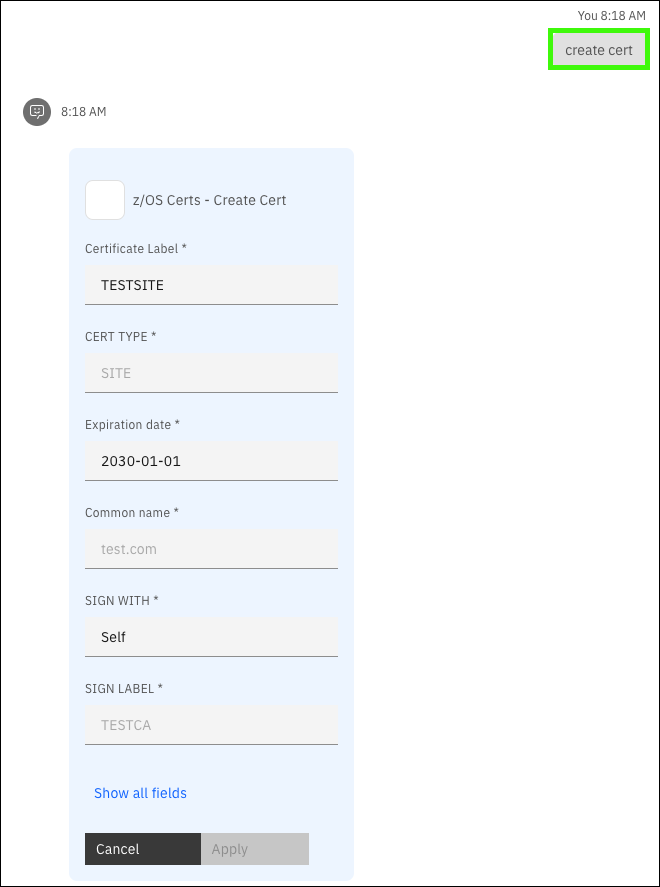 You 8:18 AM
create cert
8:18 AM
z/OS Certs - Create Cert
Certificate Label *
TESTSITE
CERT TYPE *
SITE
Expiration date *
2030-01-01
Common name *
test.com
SIGN WITH *
Self
SIGN LABEL *
TESTCA
Show all fields
Cancel Apply